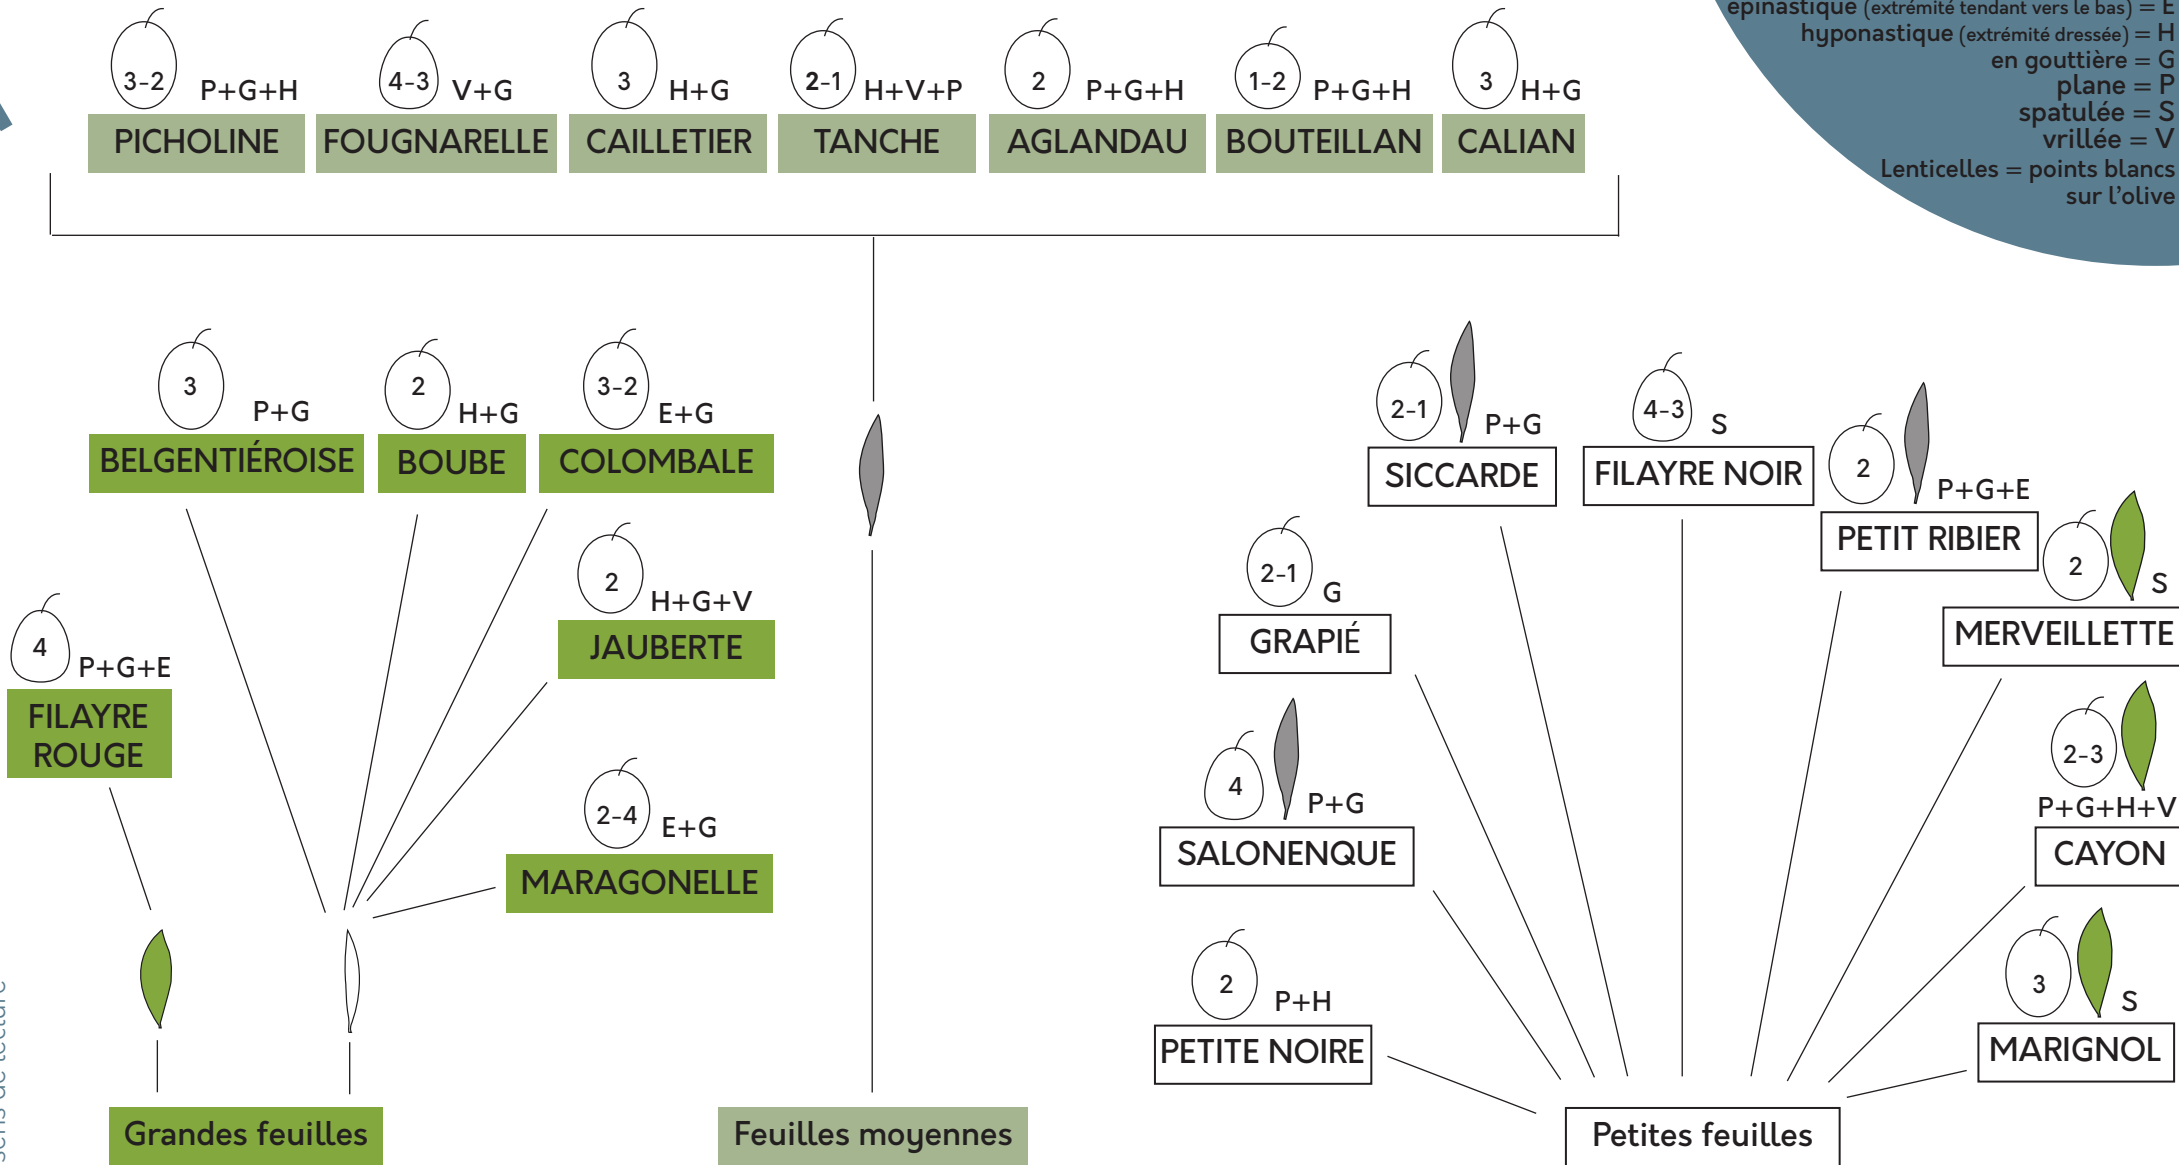 épinastique (extrémité tendant vers le bas) = E
hyponastique (extrémité dressée) = H
en gouttière = G
plane = P
spatulée = S
vrillée = V
Lenticelles = points blancs
sur l'olive
3-2 P+G+H
PICHOLINE
4-3 V+G
FOUGNARELLE
3 H+G
CAILLETIER
2-1 H+V+P
TANCHE
2 P+G+H
AGLANDAU
1-2 P+G+H
BOUTEILLAN
3 H+G
CALIAN
3 P+G
BELGENTIÉROISE
2 H+G
BOUBE
3-2 E+G
COLOMBALE
2 H+G+V
JAUBERTE
4 P+G+E
FILAYRE
ROUGE
2-4 E+G
MARAGONELLE
2-1 P+G
SICCARDE
4-3 S
FILAYRE NOIR
2 P+G+E
PETIT RIBIER
2 S
MERVEILLETTE
2-1 G
GRAPIÉ
2-3
P+G+H+V
CAYON
4 P+G
SALONENQUE
3 S
MARIGNOL
2 P+H
PETITE NOIRE
sens de lecture
Grandes feuilles
Feuilles moyennes
Petites feuilles